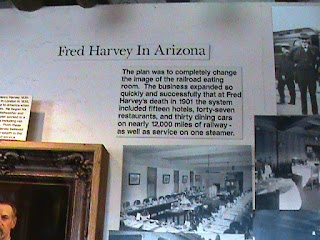 Fred Harvey In Arizona
The plan was to completely change
the image of the railroad eating
room. The business expanded so
quickly and successfully that at Fred
Harvey's death in 1901 the system
included fifteen hotels, forty-seven
restaurants, and thirty dining cars
on nearly 12,000 miles of railway -
as well as service on one steamer.